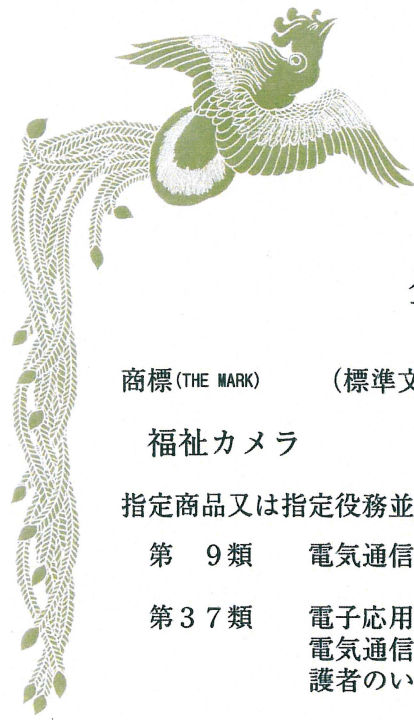 商標(THE MARK) (標準文
福祉カメラ
指定商品又は指定役務並
第 9類 電気通信
第37類 電子応用
電気通信
護者のい